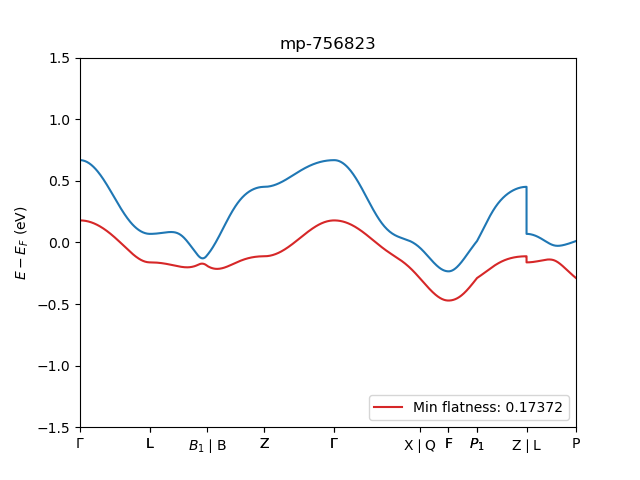 mp-756823
E − E_F (eV)
1.5
1.0
0.5
0.0
−0.5
−1.0
−1.5
Min flatness: 0.17372
Γ L B₁ | B Z Γ X | Q F P₁ Z | L P